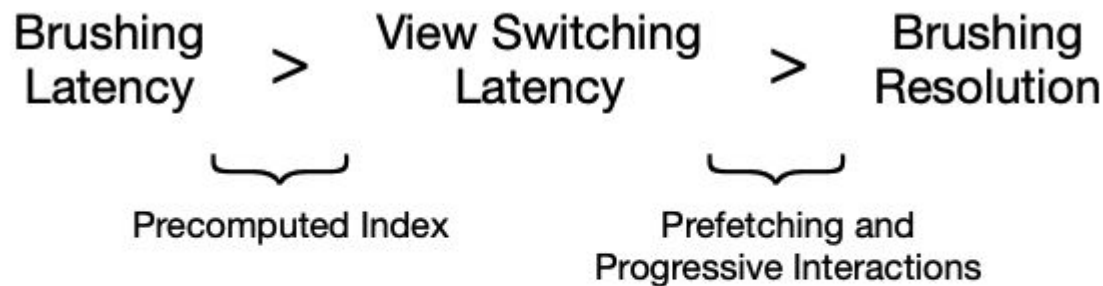 Brushing Latency > View Switching Latency > Brushing Resolution
Precomputed Index
Prefetching and
Progressive Interactions